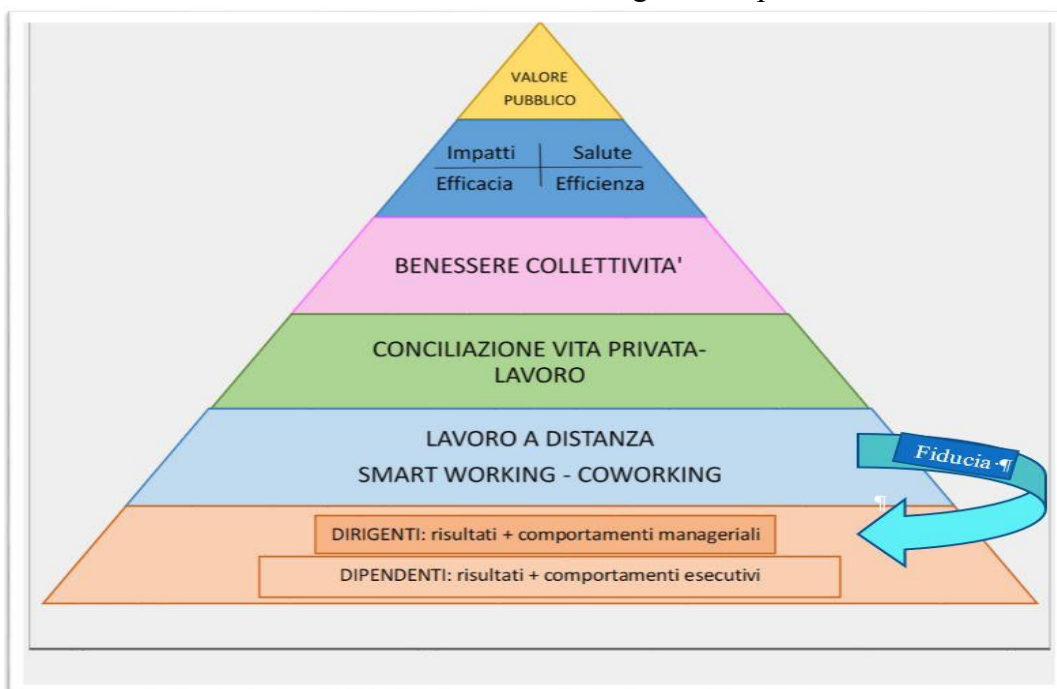 VALORE
PUBBLICO
Impatti Salute
Efficacia Efficienza
BENESSERE COLLETTIVITA'
CONCILIAZIONE VITA PRIVATA-
LAVORO
LAVORO A DISTANZA
SMART WORKING - COWORKING
Fiducia·¶
¶
DIRIGENTI: risultati + comportamenti manageriali
DIPENDENTI: risultati + comportamenti esecutivi